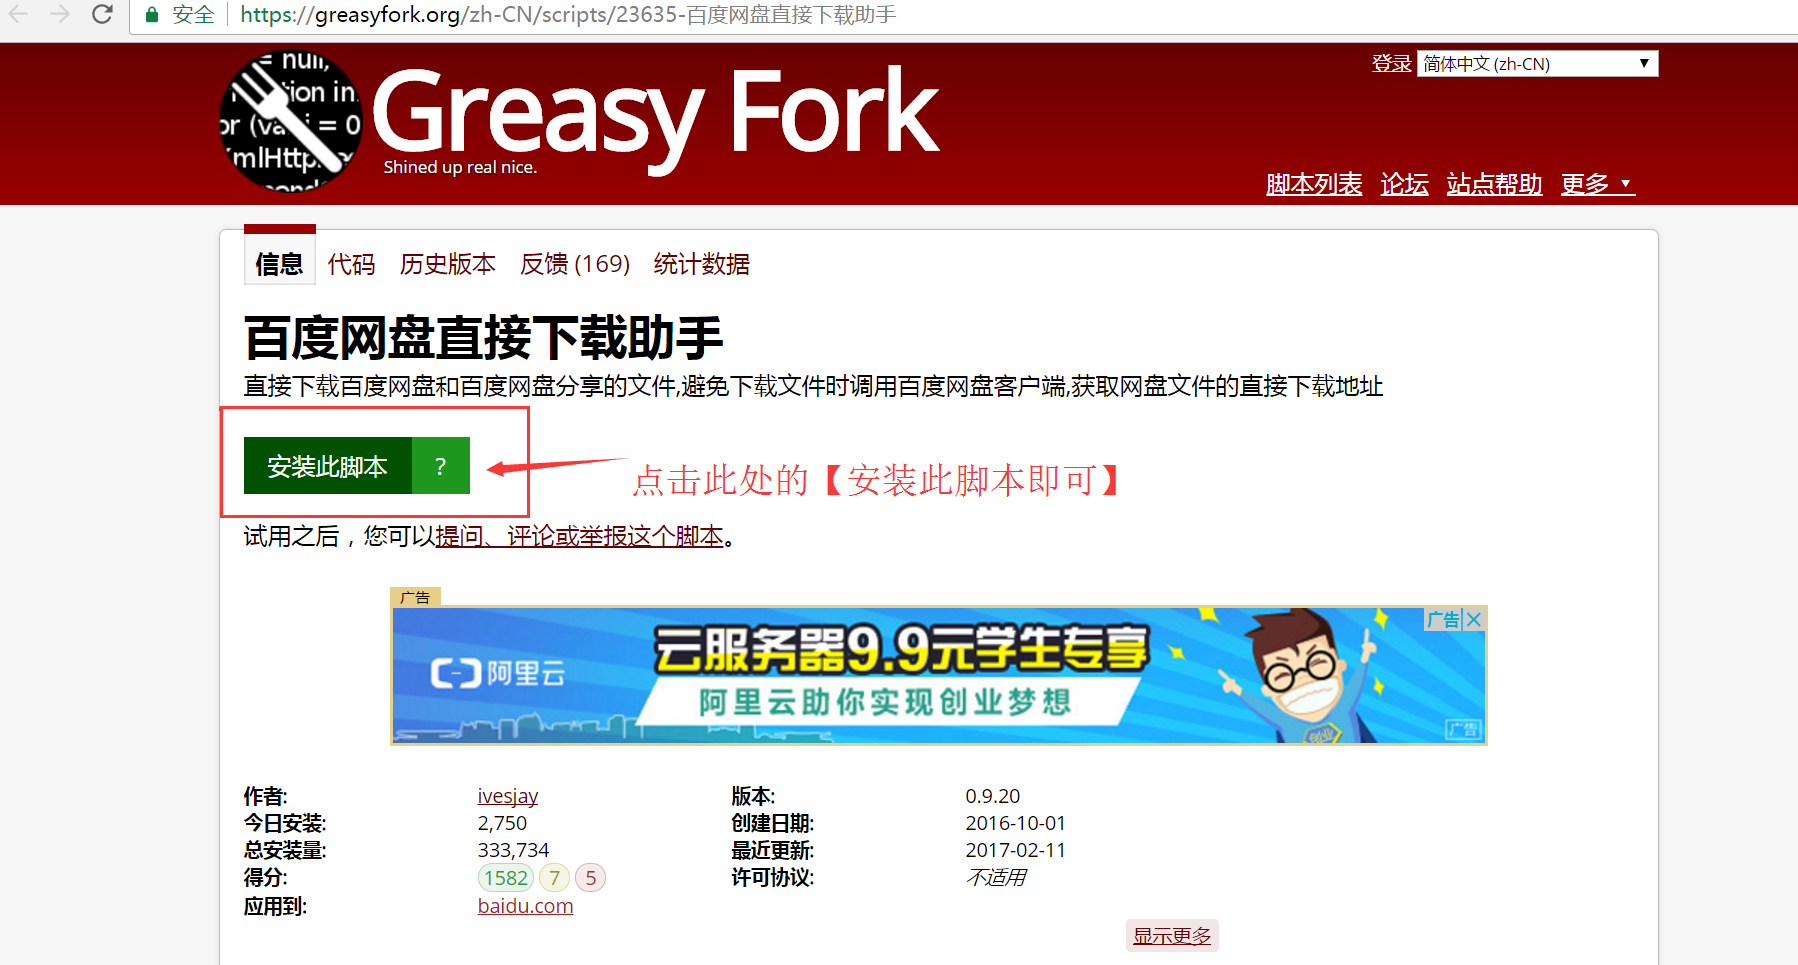 安全 https://greasyfork.org/zh-CN/scripts/23635-百度网盘直接下载助手
= null,
tion in
or (va i = 0
mlHttp
Greasy Fork
Shined up real nice.
登录 简体中文 (zh-CN)
脚本列表 论坛 站点帮助 更多
信息 代码 历史版本 反馈 (169) 统计数据
百度网盘直接下载助手
直接下载百度网盘和百度网盘分享的文件,避免下载文件时调用百度网盘客户端,获取网盘文件的直接下载地址
安装此脚本 ?
点击此处的【安装此脚本即可】
试用之后，您可以提问、评论或举报这个脚本。
广告
广告
云服务器9.9元学生专享
阿里云
阿里云助你实现创业梦想
创业
广告
作者: ivesjay 版本: 0.9.20
今日安装: 2,750 创建日期: 2016-10-01
总安装量: 333,734 最近更新: 2017-02-11
得分: 1582 7 5 许可协议: 不适用
应用到: baidu.com
显示更多